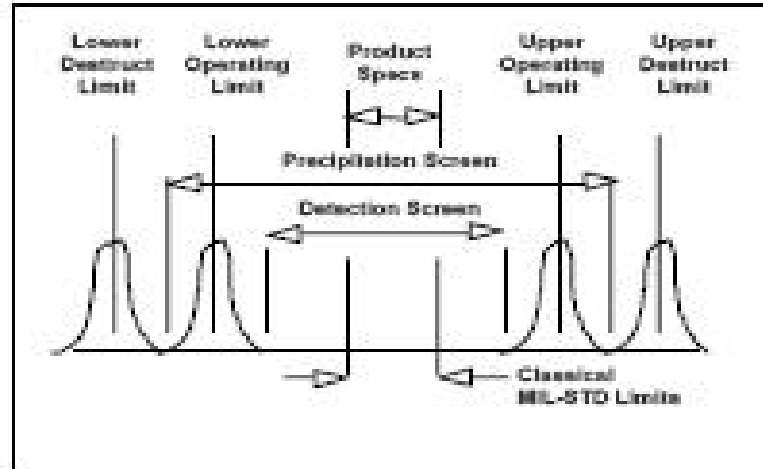 Lower
Destruct
Limit
Lower
Operating
Limit
Product
Specs
Upper
Operating
Limit
Upper
Destruct
Limit
Precipitation Screen
Detection Screen
Classical
MIL-STD Limits